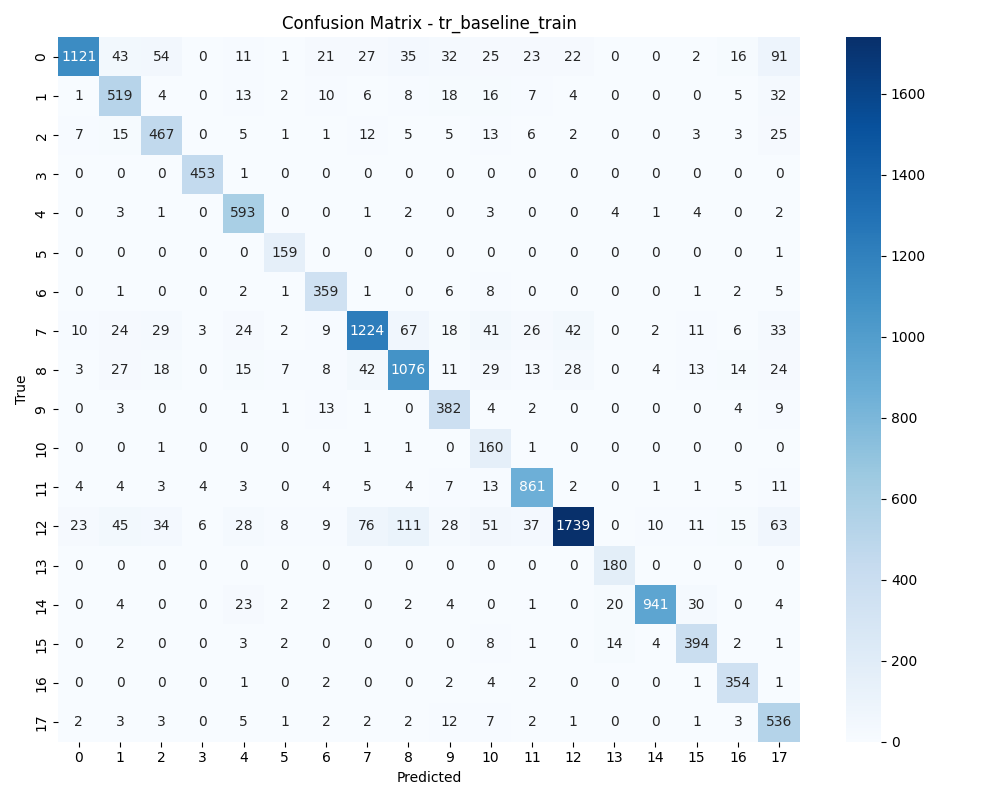 Confusion Matrix - tr_baseline_train
0 1121 43 54 0 11 1 21 27 35 32 25 23 22 0 0 2 16 91
1 1 519 4 0 13 2 10 6 8 18 16 7 4 0 0 0 5 32
2 7 15 467 0 5 1 1 12 5 5 13 6 2 0 0 3 3 25
3 0 0 0 453 1 0 0 0 0 0 0 0 0 0 0 0 0 0
4 0 3 1 0 593 0 0 1 2 0 3 0 0 4 1 4 0 2
5 0 0 0 0 0 159 0 0 0 0 0 0 0 0 0 0 0 1
6 0 1 0 0 2 1 359 1 0 6 8 0 0 0 0 1 2 5
7 10 24 29 3 24 2 9 1224 67 18 41 26 42 0 2 11 6 33
8 3 27 18 0 15 7 8 42 1076 11 29 13 28 0 4 13 14 24
9 0 3 0 0 1 1 13 1 0 382 4 2 0 0 0 0 4 9
10 0 0 1 0 0 0 0 1 1 0 160 1 0 0 0 0 0 0
11 4 4 3 4 3 0 4 5 4 7 13 861 2 0 1 1 5 11
12 23 45 34 6 28 8 9 76 111 28 51 37 1739 0 10 11 15 63
13 0 0 0 0 0 0 0 0 0 0 0 0 0 180 0 0 0 0
14 0 4 0 0 23 2 2 0 2 4 0 1 0 20 941 30 0 4
15 0 2 0 0 3 2 0 0 0 0 8 1 0 14 4 394 2 1
16 0 0 0 0 1 0 2 0 0 2 4 2 0 0 0 1 354 1
17 2 3 3 0 5 1 2 2 2 12 7 2 1 0 0 1 3 536
0 1 2 3 4 5 6 7 8 9 10 11 12 13 14 15 16 17
Predicted
True
1600
1400
1200
1000
800
600
400
200
0